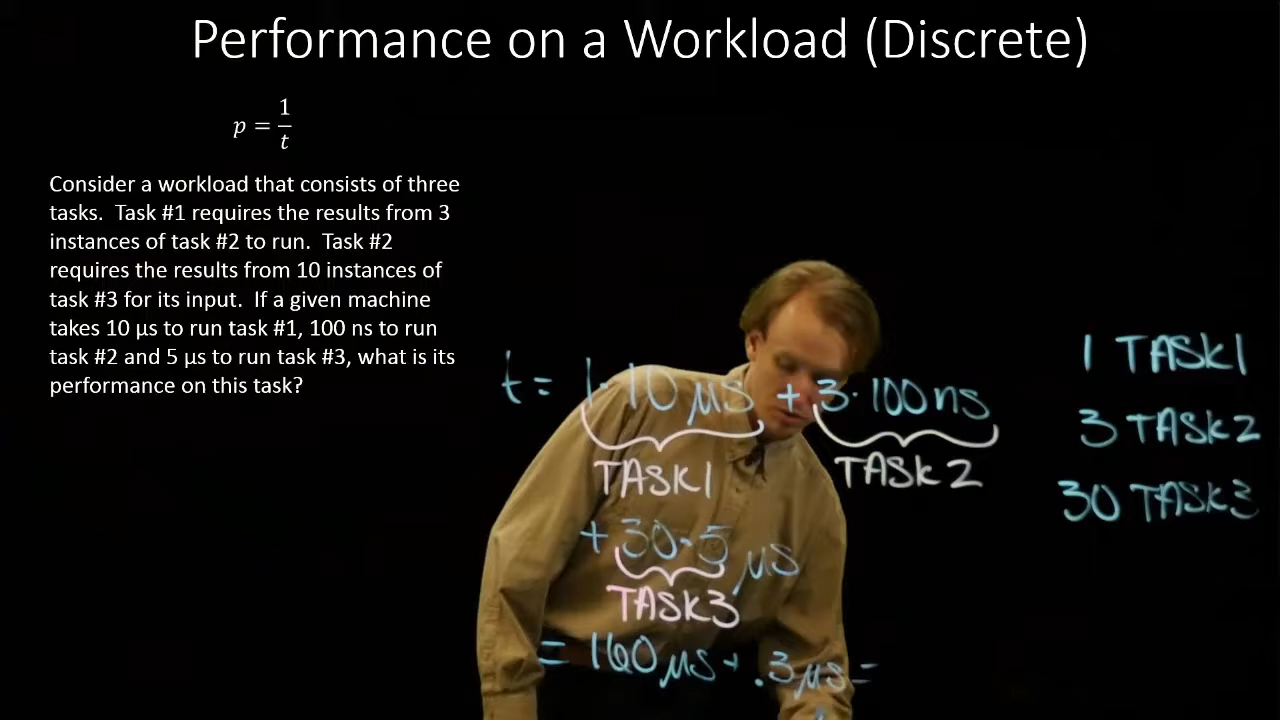 Performance on a Workload (Discrete)
p = 1/t
Consider a workload that consists of three
tasks. Task #1 requires the results from 3
instances of task #2 to run. Task #2
requires the results from 10 instances of
task #3 for its input. If a given machine
takes 10 µs to run task #1, 100 ns to run
task #2 and 5 µs to run task #3, what is its
performance on this task?
t = 1·10 µs + 3·100 ns
TASK1 TASK 2
+ 30·5 µs
TASK3
= 160 µs + .3 µs =
1 TASK1
3 TASK2
30 TASK3